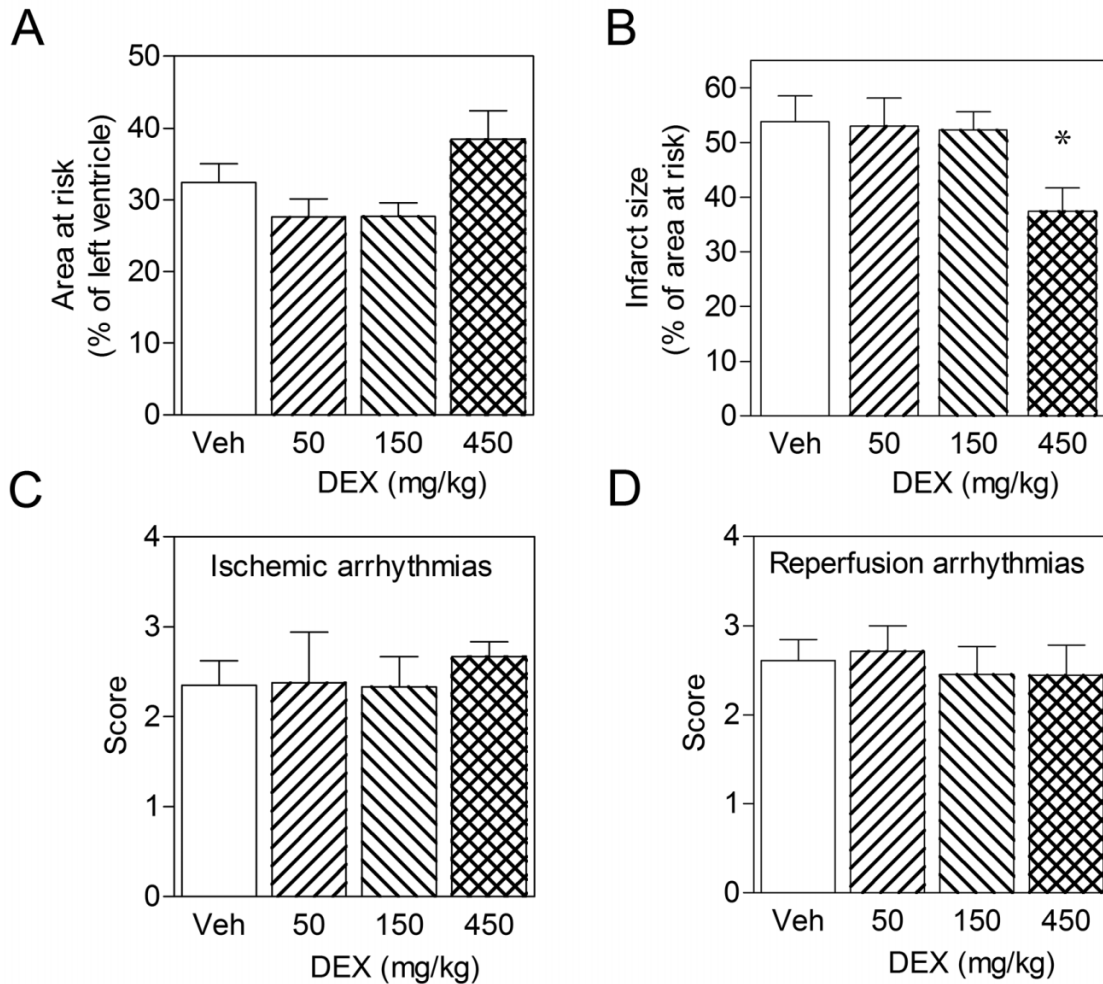 A
Area at risk
(% of left ventricle)
50
40
30
20
10
0
Veh 50 150 450
DEX (mg/kg)
B
Infarct size
(% of area at risk)
60
50
40
30
20
10
0
*
Veh 50 150 450
DEX (mg/kg)
C
Score
4
3
2
1
0
Ischemic arrhythmias
Veh 50 150 450
DEX (mg/kg)
D
Score
4
3
2
1
0
Reperfusion arrhythmias
Veh 50 150 450
DEX (mg/kg)